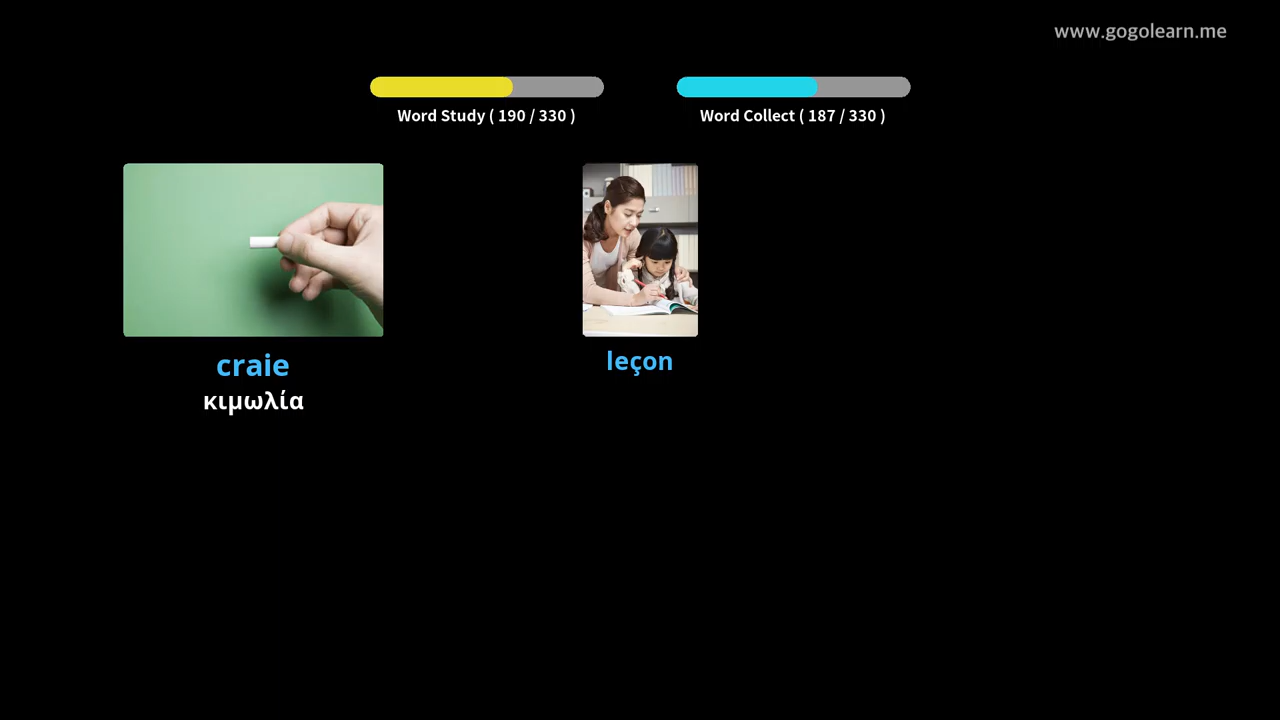 www.gogolearn.me
Word Study ( 190 / 330 )
Word Collect ( 187 / 330 )
craie
κιμωλία
leçon